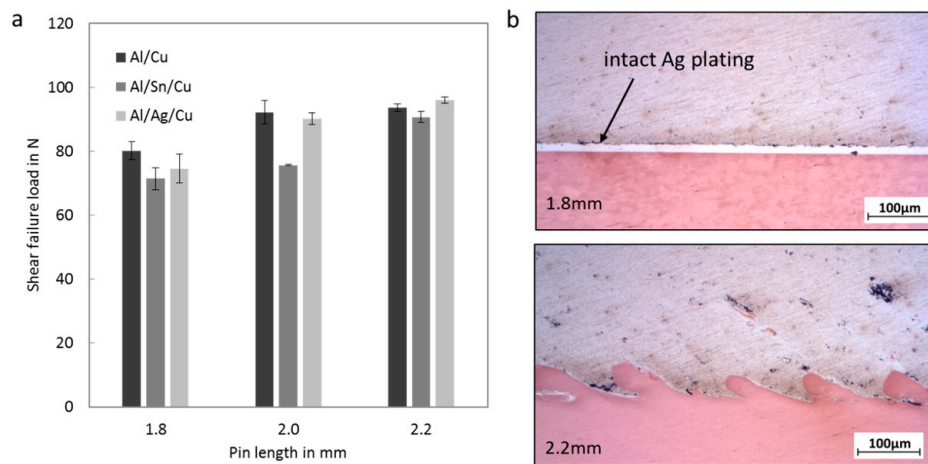 a
120
100
80
60
40
20
0
Shear failure load in N
Al/Cu
Al/Sn/Cu
Al/Ag/Cu
1.8
2.0
2.2
Pin length in mm
b
intact Ag plating
1.8mm
100µm
2.2mm
100µm